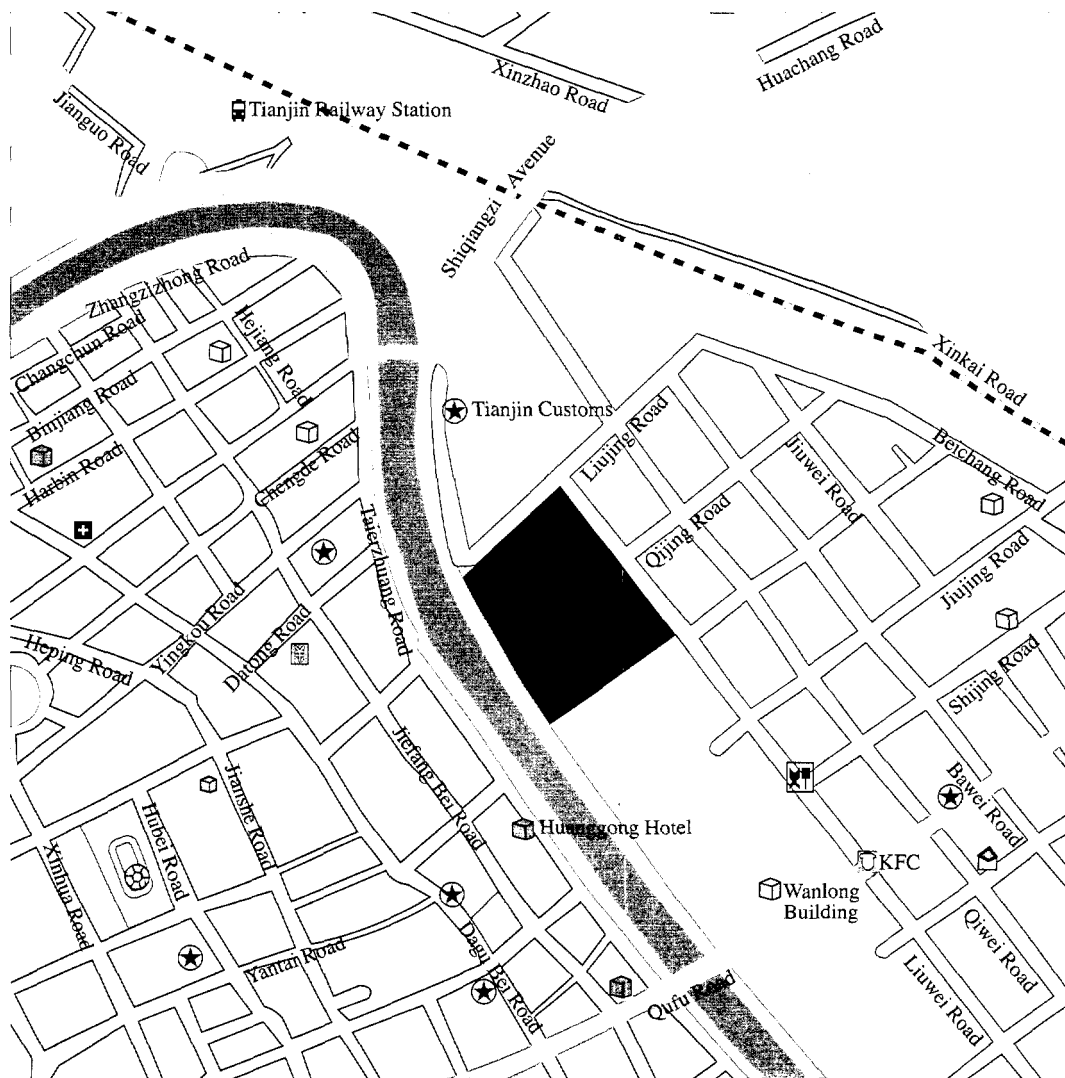 Huachang Road
Xinzhao Road
Tianjin Railway Station
Jianguo Road
Shiqiangzi Avenue
Zhangzizhong Road
Changchun Road
Hejiang Road
Xinkai Road
Binjiang Road
Tianjin Customs
Liujing Road
Jiuwei Road
Beichang Road
Harbin Road
Chengde Road
Taierzhuang Road
Qijing Road
Jiujing Road
Yingkou Road
Datong Road
Heping Road
Shijing Road
Jiefang Bei Road
Jianshe Road
Bawei Road
Hubei Road
Huanggong Hotel
Xinhua Road
KFC
Wanlong
Building
Dagu Bei Road
Yantai Road
Qiwei Road
Liuwei Road
Qufu Road